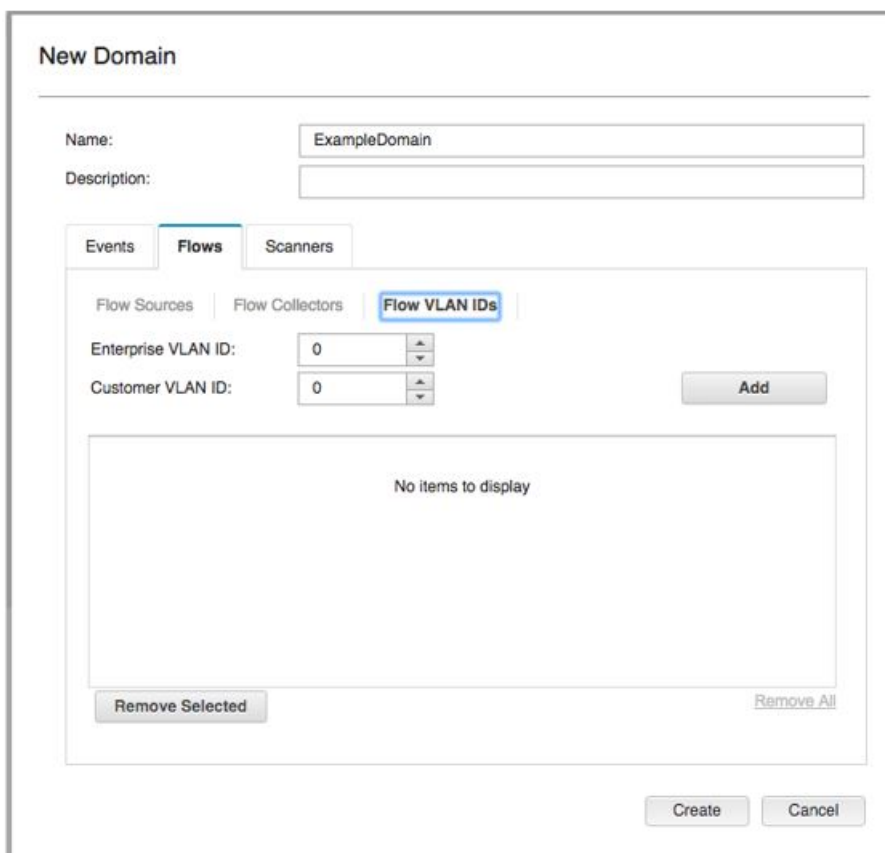 New Domain
Name: ExampleDomain
Description:
Events Flows Scanners
Flow Sources Flow Collectors Flow VLAN IDs
Enterprise VLAN ID: 0
Customer VLAN ID: 0 Add
No items to display
Remove Selected Remove All
Create Cancel